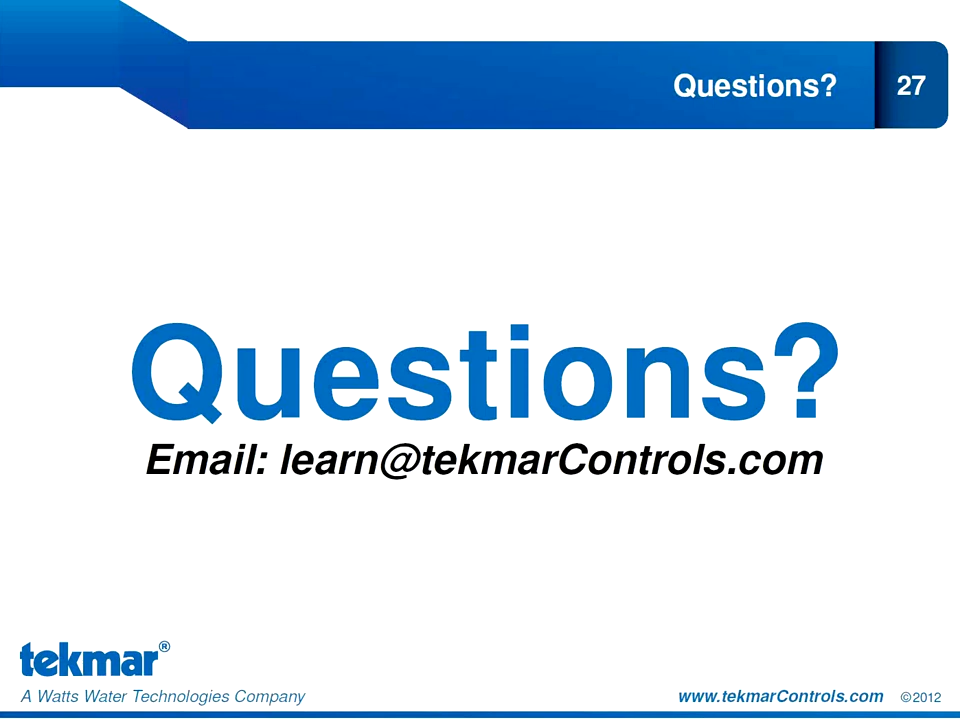 Questions? 27
Questions?
Email: learn@tekmarControls.com
tekmar®
A Watts Water Technologies Company
www.tekmarControls.com ©2012